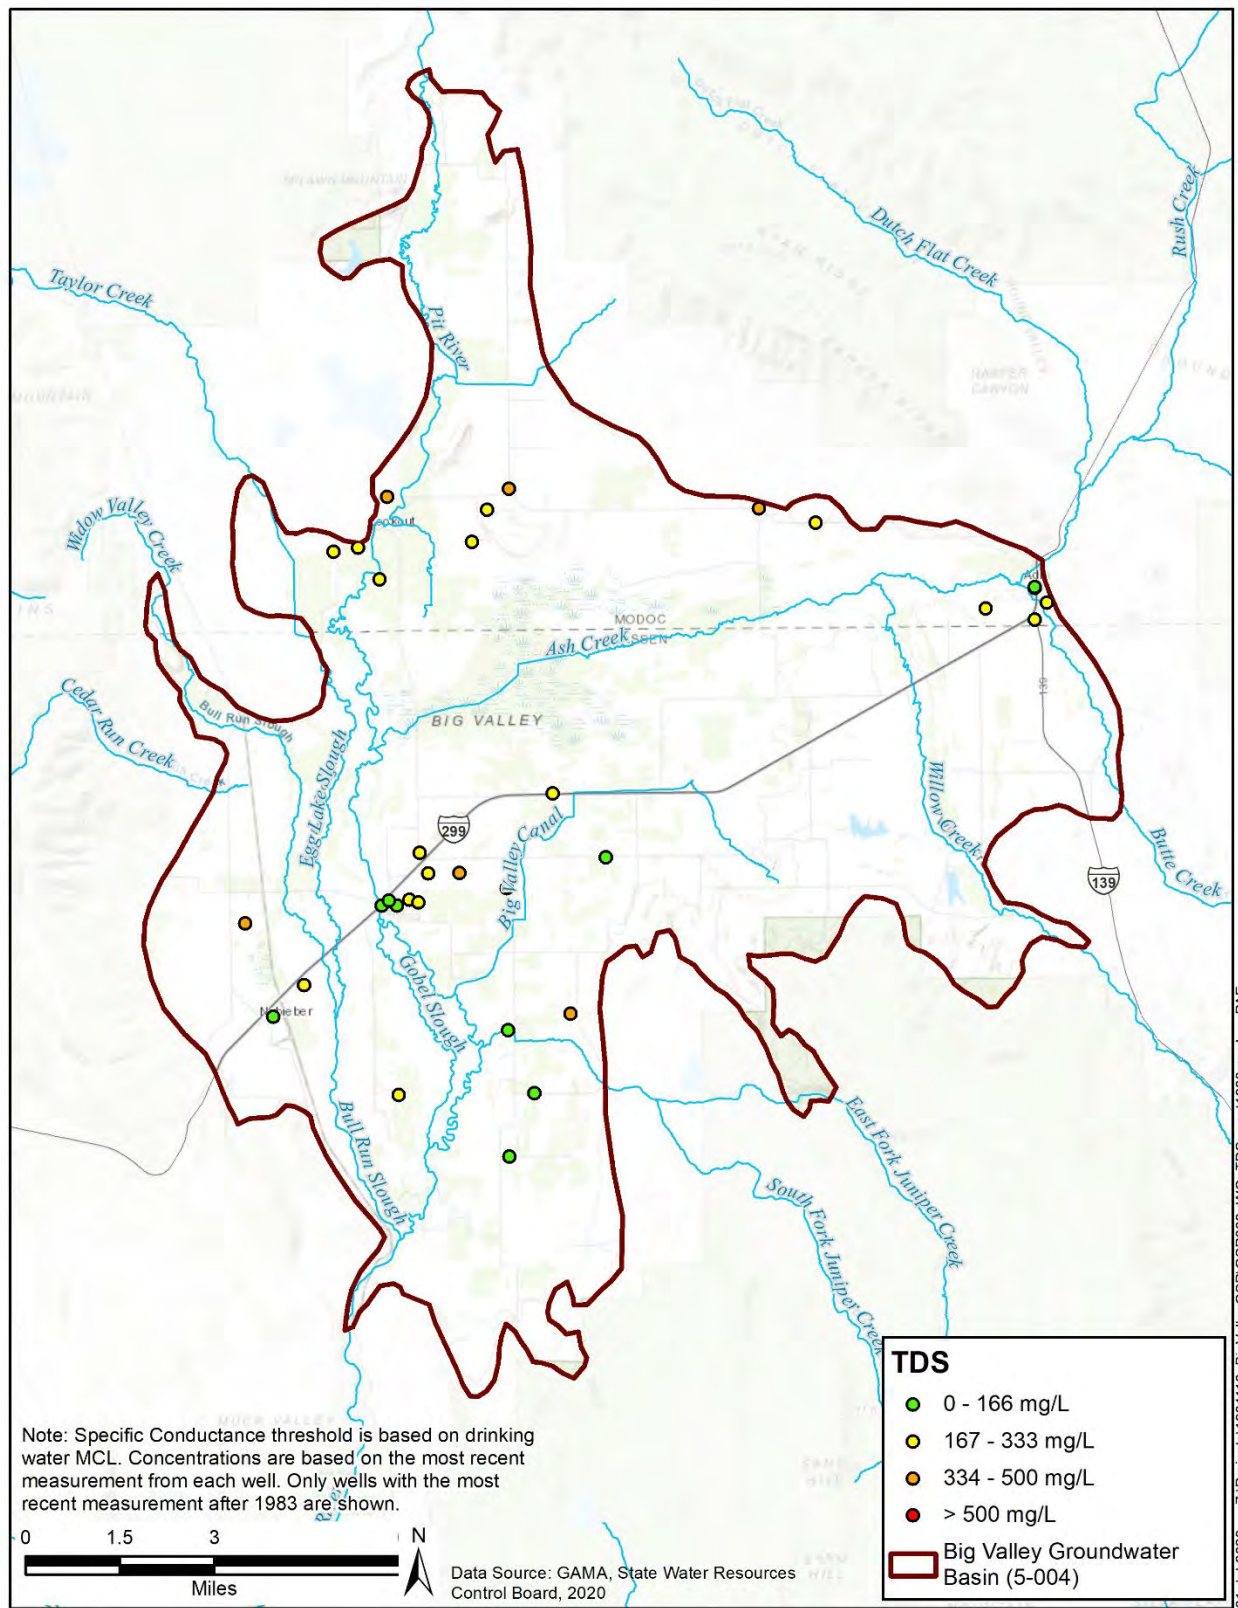 Dutch Flat Creek
Rush Creek
Taylor Creek
Pit River
HARPER
CANYON
Widow Valley Creek
MODOC
Ash Creek
BIG VALLEY
Cedar Run Creek
Bull Run Slough
Egg Lake Slough
139
299
Big Valley Canal
Willow Creek
Butte Creek
139
Gobel Slough
Bull Run Slough
East Fork Juniper Creek
South Fork Juniper Creek
MUCK VALLEY
Note: Specific Conductance threshold is based on drinking
water MCL. Concentrations are based on the most recent
measurement from each well. Only wells with the most
recent measurement after 1983 are shown.
0 1.5 3
Miles
N
Data Source: GAMA, State Water Resources
Control Board, 2020
TDS
0 - 166 mg/L
167 - 333 mg/L
334 - 500 mg/L
> 500 mg/L
Big Valley Groundwater
Basin (5-004)